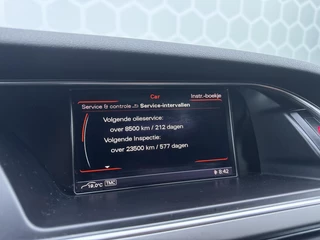 Car
Instr.-boekje
Service & controle
Service-intervallen
Volgende olieservice:
over 8500 km / 212 dagen
Volgende Inspectie:
over 23500 km / 577 dagen
19.0°C TMC
8:42